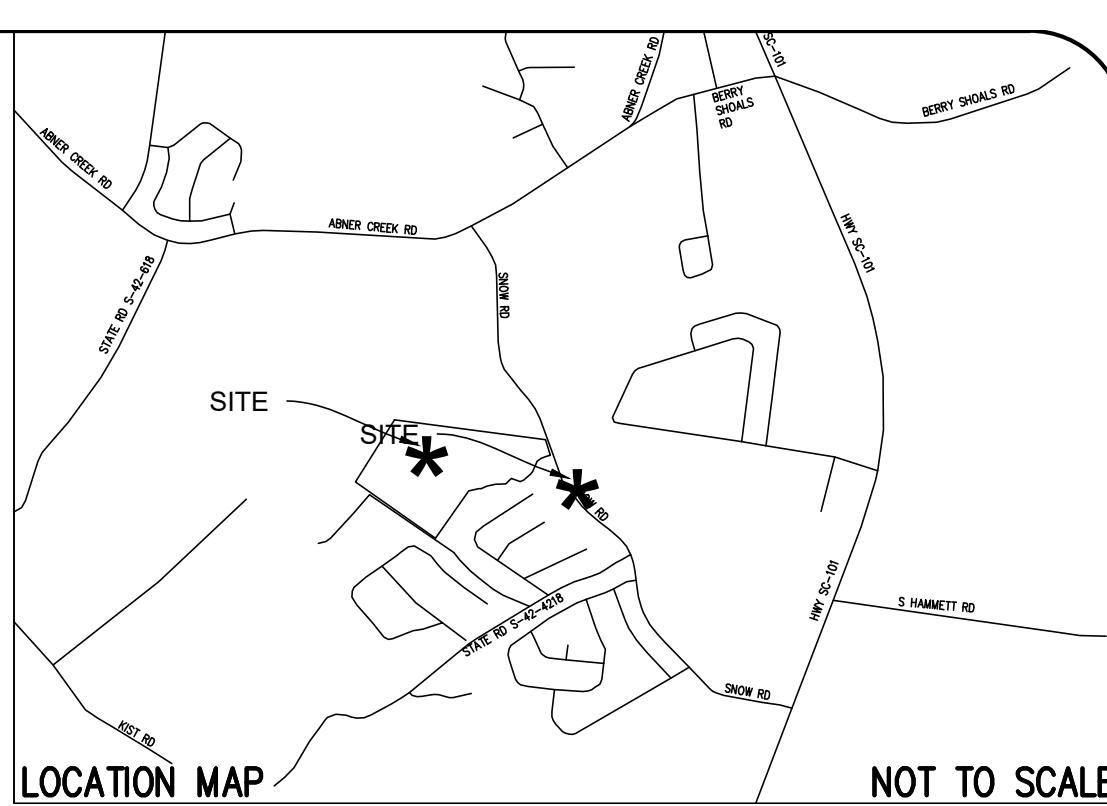 SC-101
ABNER CREEK RD
BERRY
SHOALS
RD
BERRY SHOALS RD
ABNER CREEK RD
ABNER CREEK RD
HWY SC-101
STATE RD S-42-618
SNOW RD
SITE
SITE
RD
HWY SC-101
S HAMMETT RD
STATE RD S-42-4218
SNOW RD
KIST RD
LOCATION MAP
NOT TO SCALE